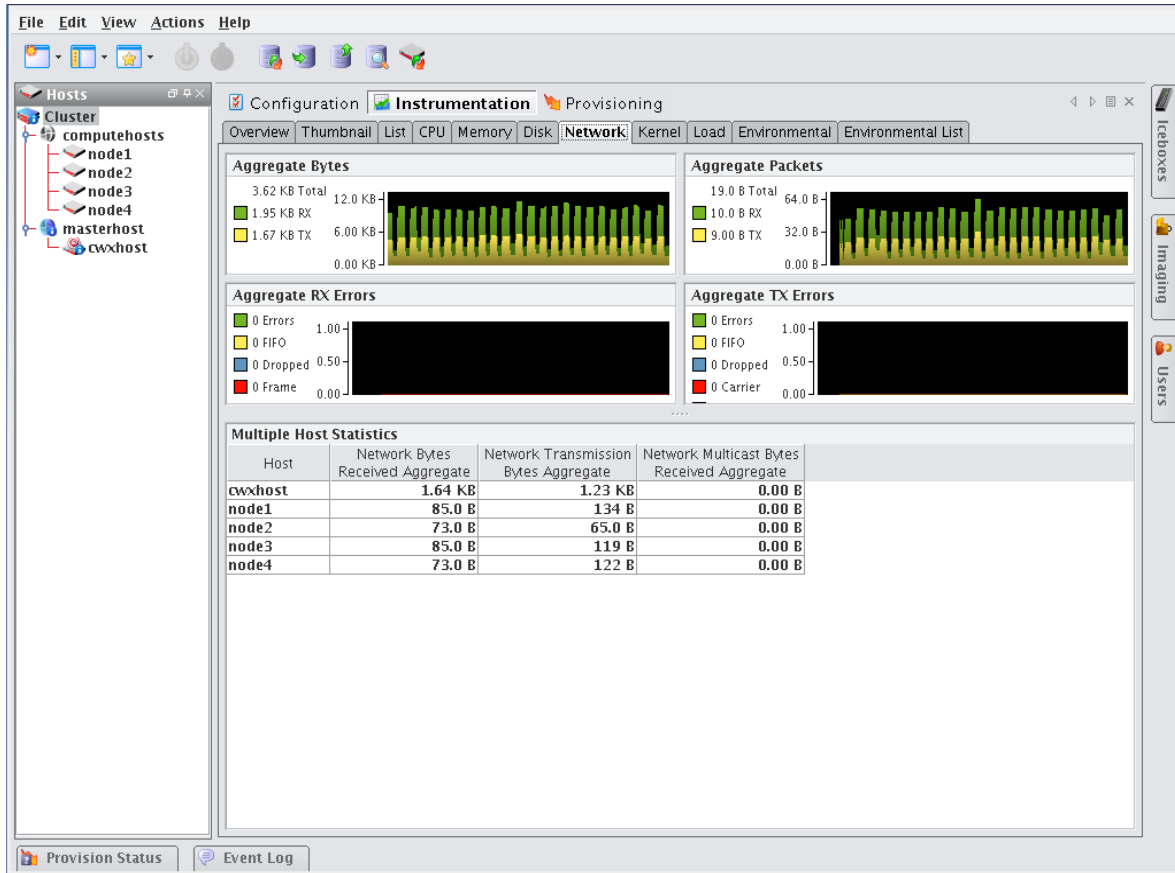 File Edit View Actions Help
Hosts
Cluster
computehosts
node1
node2
node3
node4
masterhost
cwxhost
Configuration Instrumentation Provisioning
Overview Thumbnail List CPU Memory Disk Network Kernel Load Environmental Environmental List
Aggregate Bytes
3.62 KB Total
1.95 KB RX
1.67 KB TX
12.0 KB
6.00 KB
0.00 KB
Aggregate Packets
19.0 B Total
10.0 B RX
9.00 B TX
64.0 B
32.0 B
0.00 B
Aggregate RX Errors
0 Errors
0 FIFO
0 Dropped
0 Frame
1.00
0.50
0.00
Aggregate TX Errors
0 Errors
0 FIFO
0 Dropped
0 Carrier
1.00
0.50
0.00
Multiple Host Statistics
Host Network Bytes Received Aggregate Network Transmission Bytes Aggregate Network Multicast Bytes Received Aggregate
cwxhost 1.64 KB 1.23 KB 0.00 B
node1 85.0 B 134 B 0.00 B
node2 73.0 B 65.0 B 0.00 B
node3 85.0 B 119 B 0.00 B
node4 73.0 B 122 B 0.00 B
Iceboxes
Imaging
Users
Provision Status Event Log